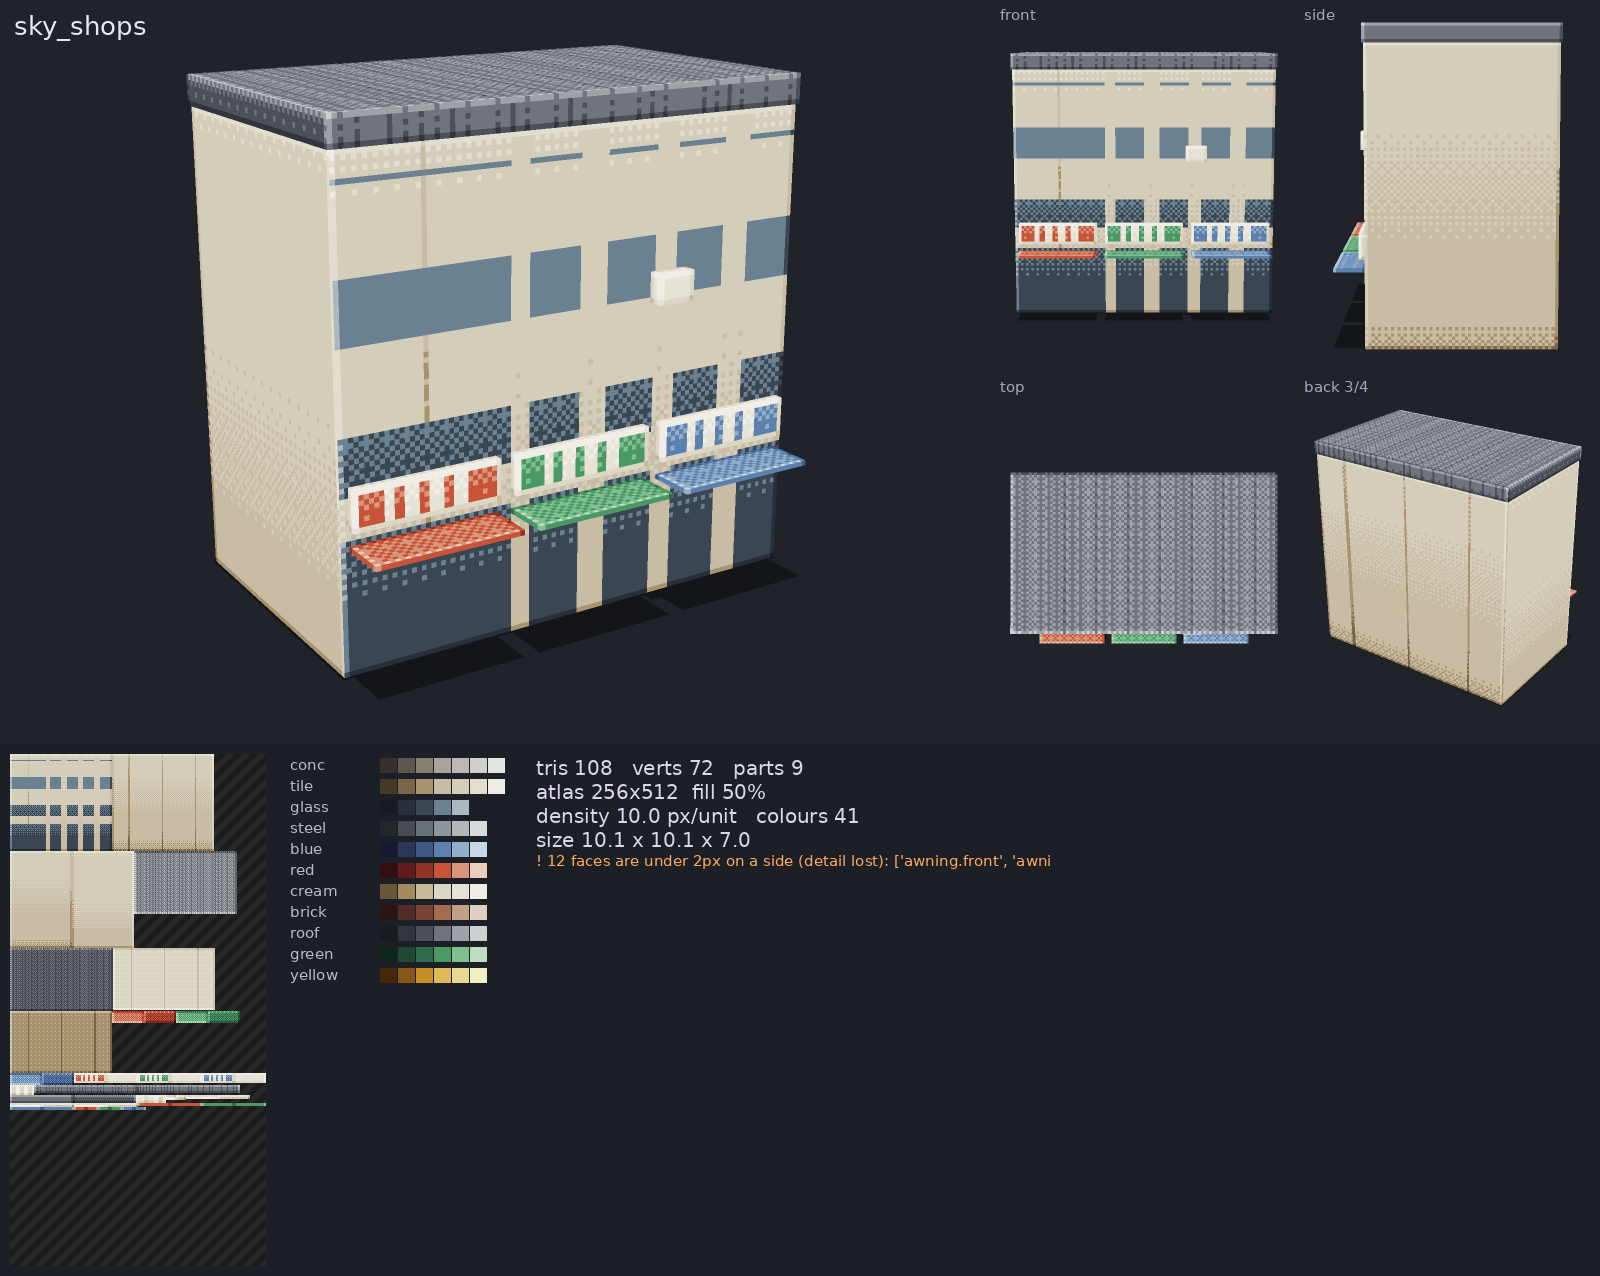 sky_shops
front
side
top
back 3/4
conc
tile
glass
steel
blue
red
cream
brick
roof
green
yellow
tris 108 verts 72 parts 9
atlas 256x512 fill 50%
density 10.0 px/unit colours 41
size 10.1 x 10.1 x 7.0
! 12 faces are under 2px on a side (detail lost): ['awning.front', 'awni